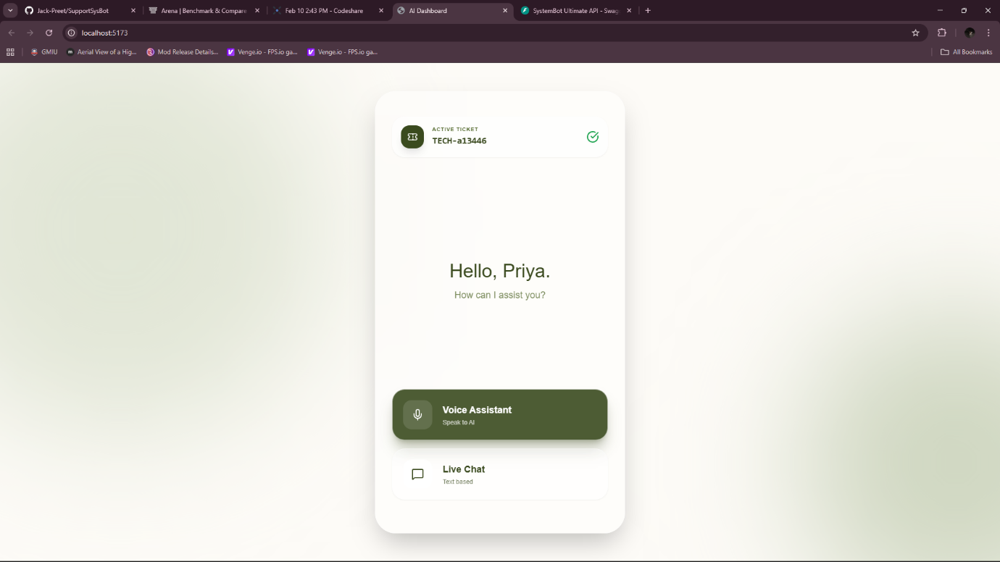 Jack-Preet/SupportSysBot
Arena | Benchmark & Compare
Feb 10 2:43 PM - Codeshare
AI Dashboard
SystemBot Ultimate API - Swag
localhost:5173
GMIU
Aerial View of a Hig...
Mod Release Details...
Venge.io - FPS.io ga...
Venge.io - FPS.io ga...
All Bookmarks
ACTIVE TICKET
TECH-a13446
Hello, Priya.
How can I assist you?
Voice Assistant
Speak to AI
Live Chat
Text based